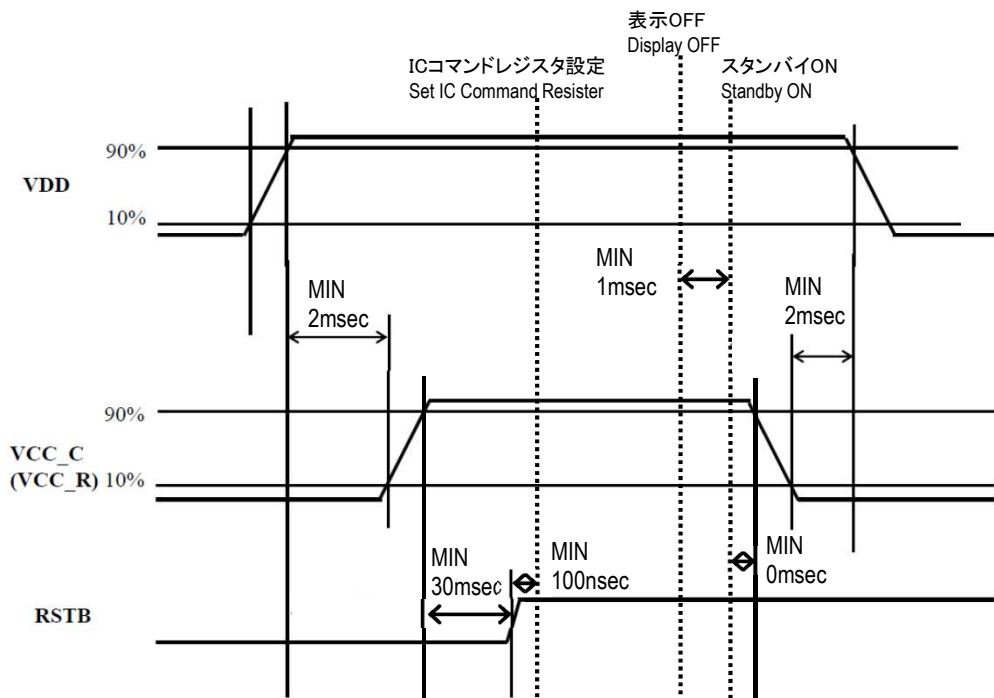 表示OFF
Display OFF
ICコマンドレジスタ設定
Set IC Command Resister
スタンバイON
Standby ON
90%
VDD
10%
MIN
2msec
MIN
1msec
MIN
2msec
90%
VCC_C
(VCC_R) 10%
MIN
30msec
MIN
100nsec
MIN
0msec
RSTB